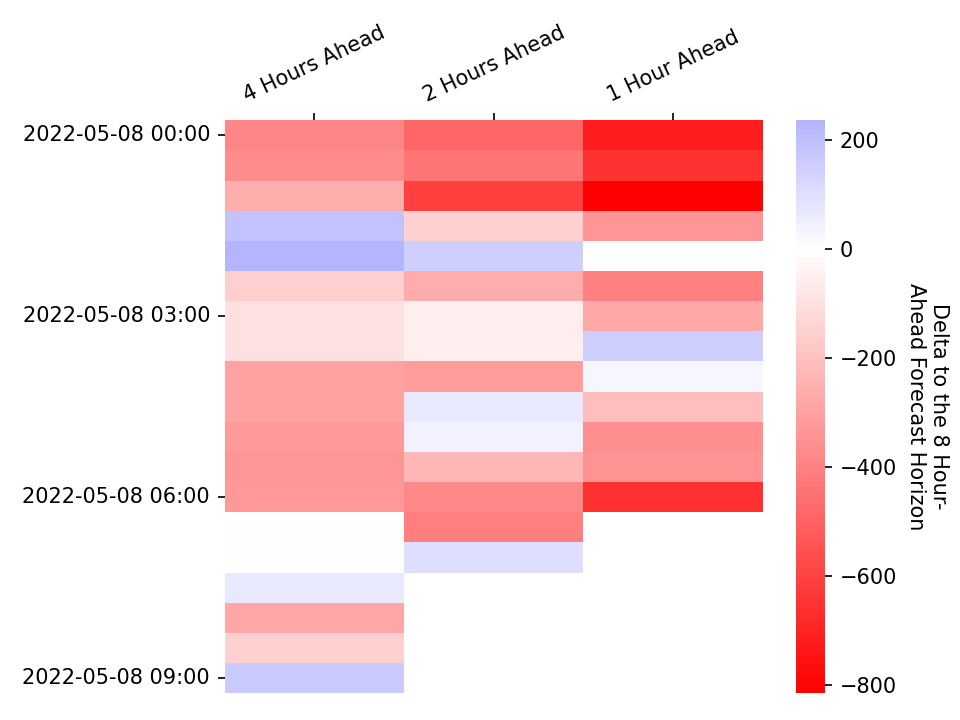 4 Hours Ahead
2 Hours Ahead
1 Hour Ahead
2022-05-08 00:00
2022-05-08 03:00
2022-05-08 06:00
2022-05-08 09:00
200
0
−200
−400
−600
−800
Delta to the 8 Hour-
Ahead Forecast Horizon